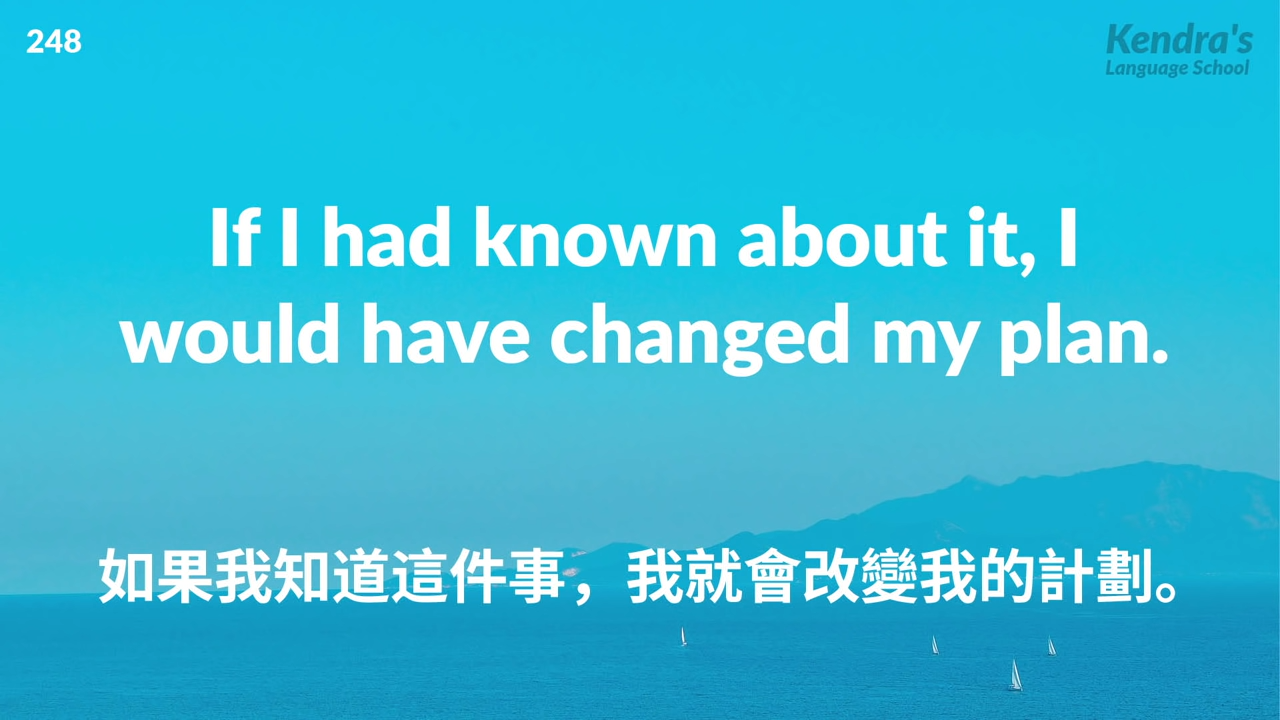 248
Kendra's
Language School
If I had known about it, I
would have changed my plan.
如果我知道這件事，我就會改變我的計劃。